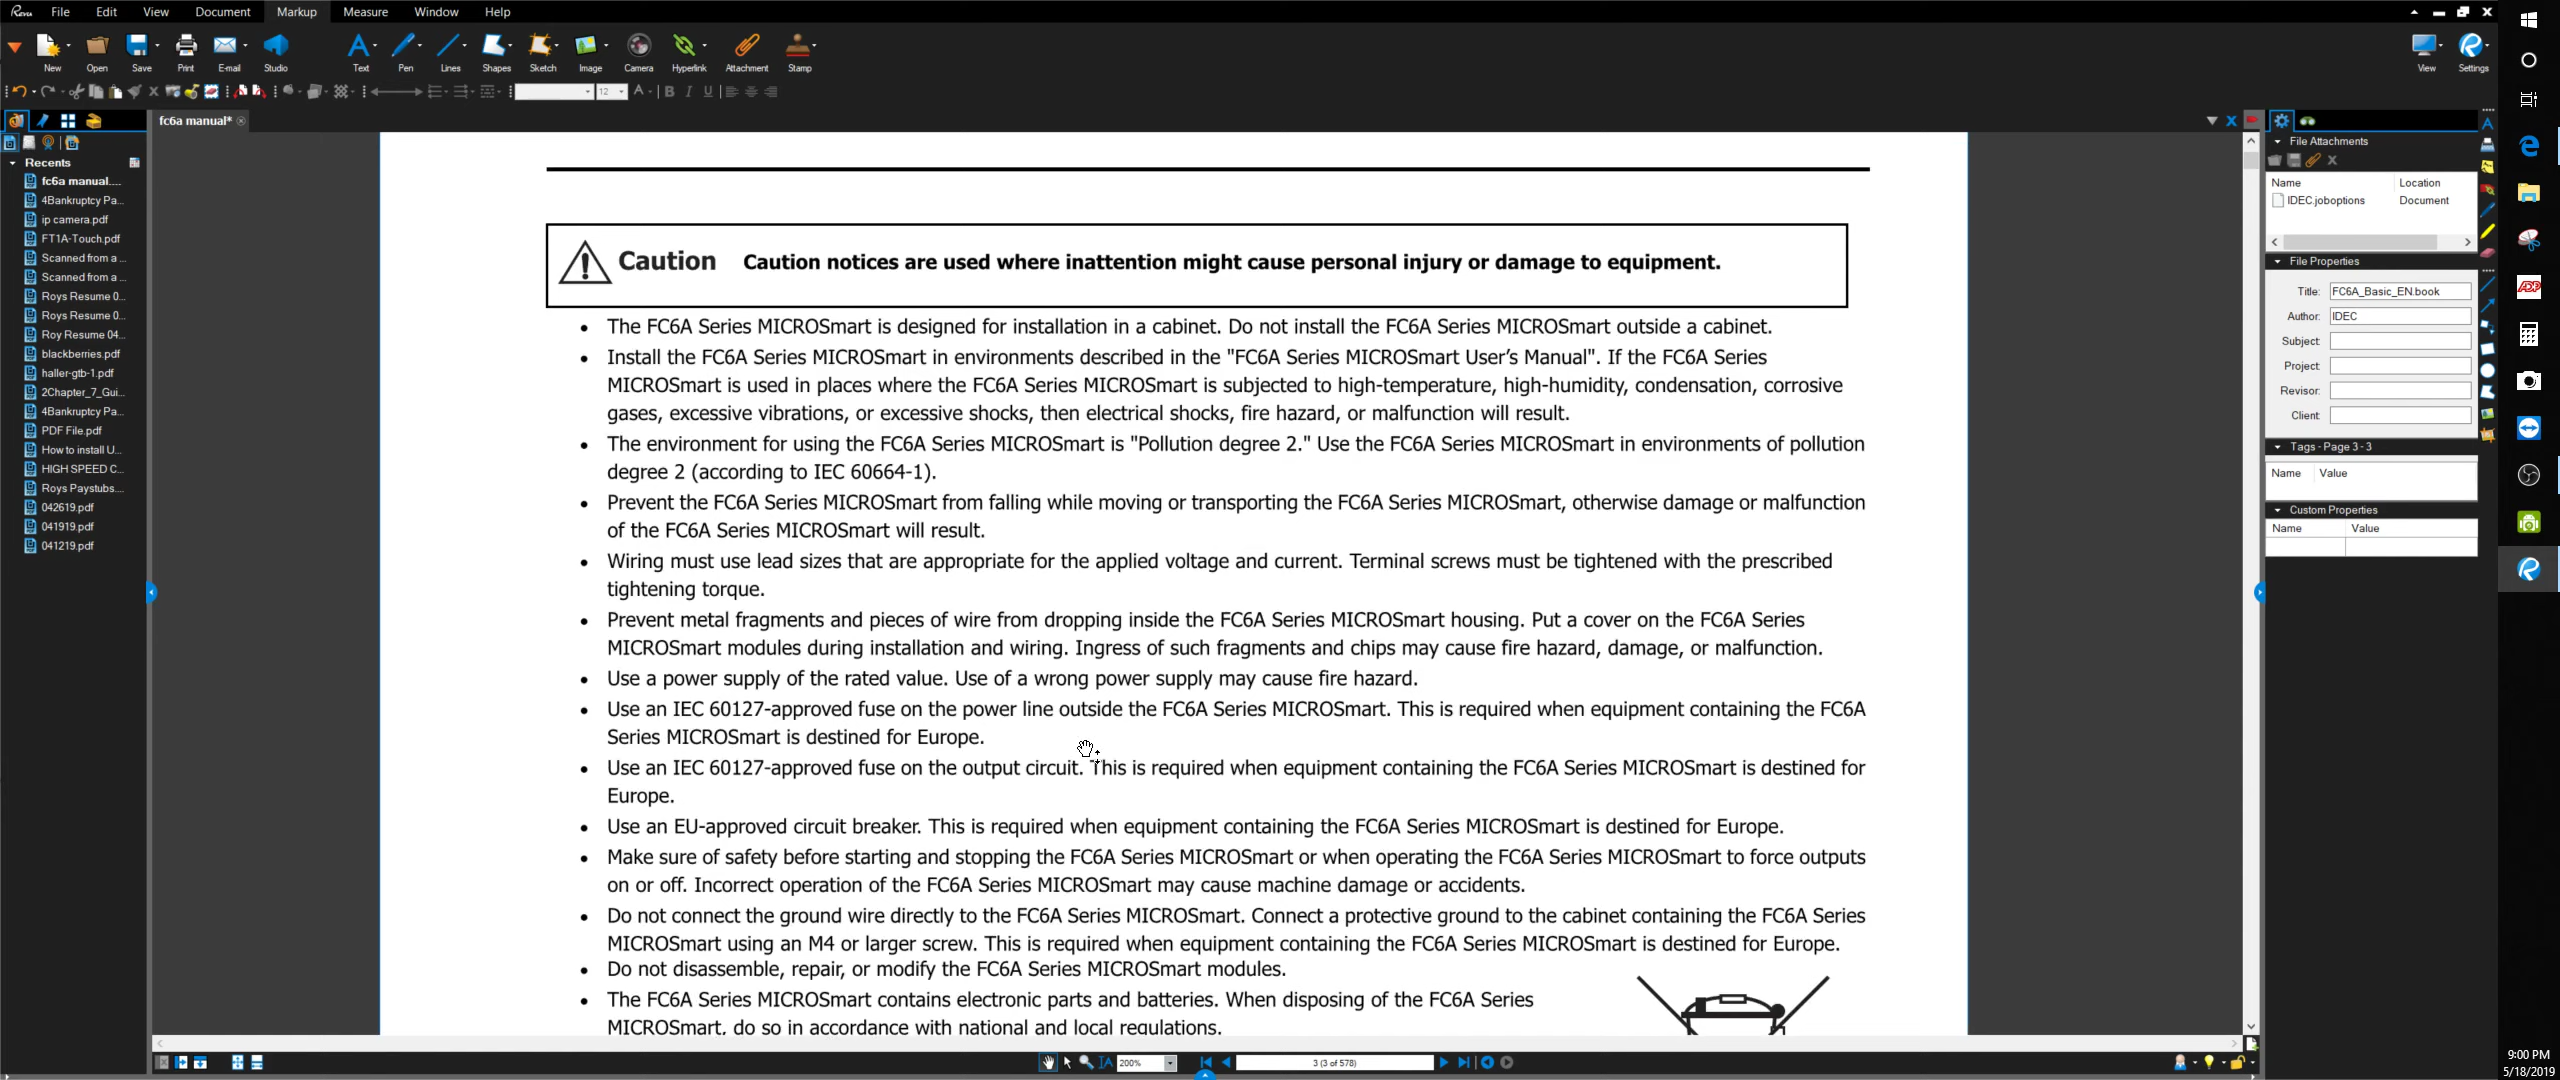 Revu File Edit View Document Markup Measure Window Help
New Open Save Print E-mail Studio Text Pen Lines Shapes Sketch Image Camera Hyperlink Attachment Stamp View Settings
12 A B I U
fc6a manual*
Recents
fc6a manual....
4Bankruptcy Pa...
ip camera.pdf
FT1A-Touch.pdf
Scanned from a ...
Scanned from a ...
Roys Resume 0...
Roys Resume 0...
Roy Resume 04...
blackberries.pdf
haller-gtb-1.pdf
2Chapter_7_Gui...
4Bankruptcy Pa...
PDF File.pdf
How to install U...
HIGH SPEED C...
Roys Paystubs....
042619.pdf
041919.pdf
041219.pdf
Caution Caution notices are used where inattention might cause personal injury or damage to equipment.
• The FC6A Series MICROSmart is designed for installation in a cabinet. Do not install the FC6A Series MICROSmart outside a cabinet.
• Install the FC6A Series MICROSmart in environments described in the "FC6A Series MICROSmart User's Manual". If the FC6A Series
MICROSmart is used in places where the FC6A Series MICROSmart is subjected to high-temperature, high-humidity, condensation, corrosive
gases, excessive vibrations, or excessive shocks, then electrical shocks, fire hazard, or malfunction will result.
• The environment for using the FC6A Series MICROSmart is "Pollution degree 2." Use the FC6A Series MICROSmart in environments of pollution
degree 2 (according to IEC 60664-1).
• Prevent the FC6A Series MICROSmart from falling while moving or transporting the FC6A Series MICROSmart, otherwise damage or malfunction
of the FC6A Series MICROSmart will result.
• Wiring must use lead sizes that are appropriate for the applied voltage and current. Terminal screws must be tightened with the prescribed
tightening torque.
• Prevent metal fragments and pieces of wire from dropping inside the FC6A Series MICROSmart housing. Put a cover on the FC6A Series
MICROSmart modules during installation and wiring. Ingress of such fragments and chips may cause fire hazard, damage, or malfunction.
• Use a power supply of the rated value. Use of a wrong power supply may cause fire hazard.
• Use an IEC 60127-approved fuse on the power line outside the FC6A Series MICROSmart. This is required when equipment containing the FC6A
Series MICROSmart is destined for Europe.
• Use an IEC 60127-approved fuse on the output circuit. This is required when equipment containing the FC6A Series MICROSmart is destined for
Europe.
• Use an EU-approved circuit breaker. This is required when equipment containing the FC6A Series MICROSmart is destined for Europe.
• Make sure of safety before starting and stopping the FC6A Series MICROSmart or when operating the FC6A Series MICROSmart to force outputs
on or off. Incorrect operation of the FC6A Series MICROSmart may cause machine damage or accidents.
• Do not connect the ground wire directly to the FC6A Series MICROSmart. Connect a protective ground to the cabinet containing the FC6A Series
MICROSmart using an M4 or larger screw. This is required when equipment containing the FC6A Series MICROSmart is destined for Europe.
• Do not disassemble, repair, or modify the FC6A Series MICROSmart modules.
• The FC6A Series MICROSmart contains electronic parts and batteries. When disposing of the FC6A Series
MICROSmart, do so in accordance with national and local regulations.
File Attachments
Name Location
IDEC.joboptions Document
File Properties
Title: FC6A_Basic_EN.book
Author: IDEC
Subject:
Project:
Revisor:
Client:
Tags - Page 3 - 3
Name Value
Custom Properties
Name Value
ADP
200% 3 (3 of 578)
9:00 PM
5/18/2019